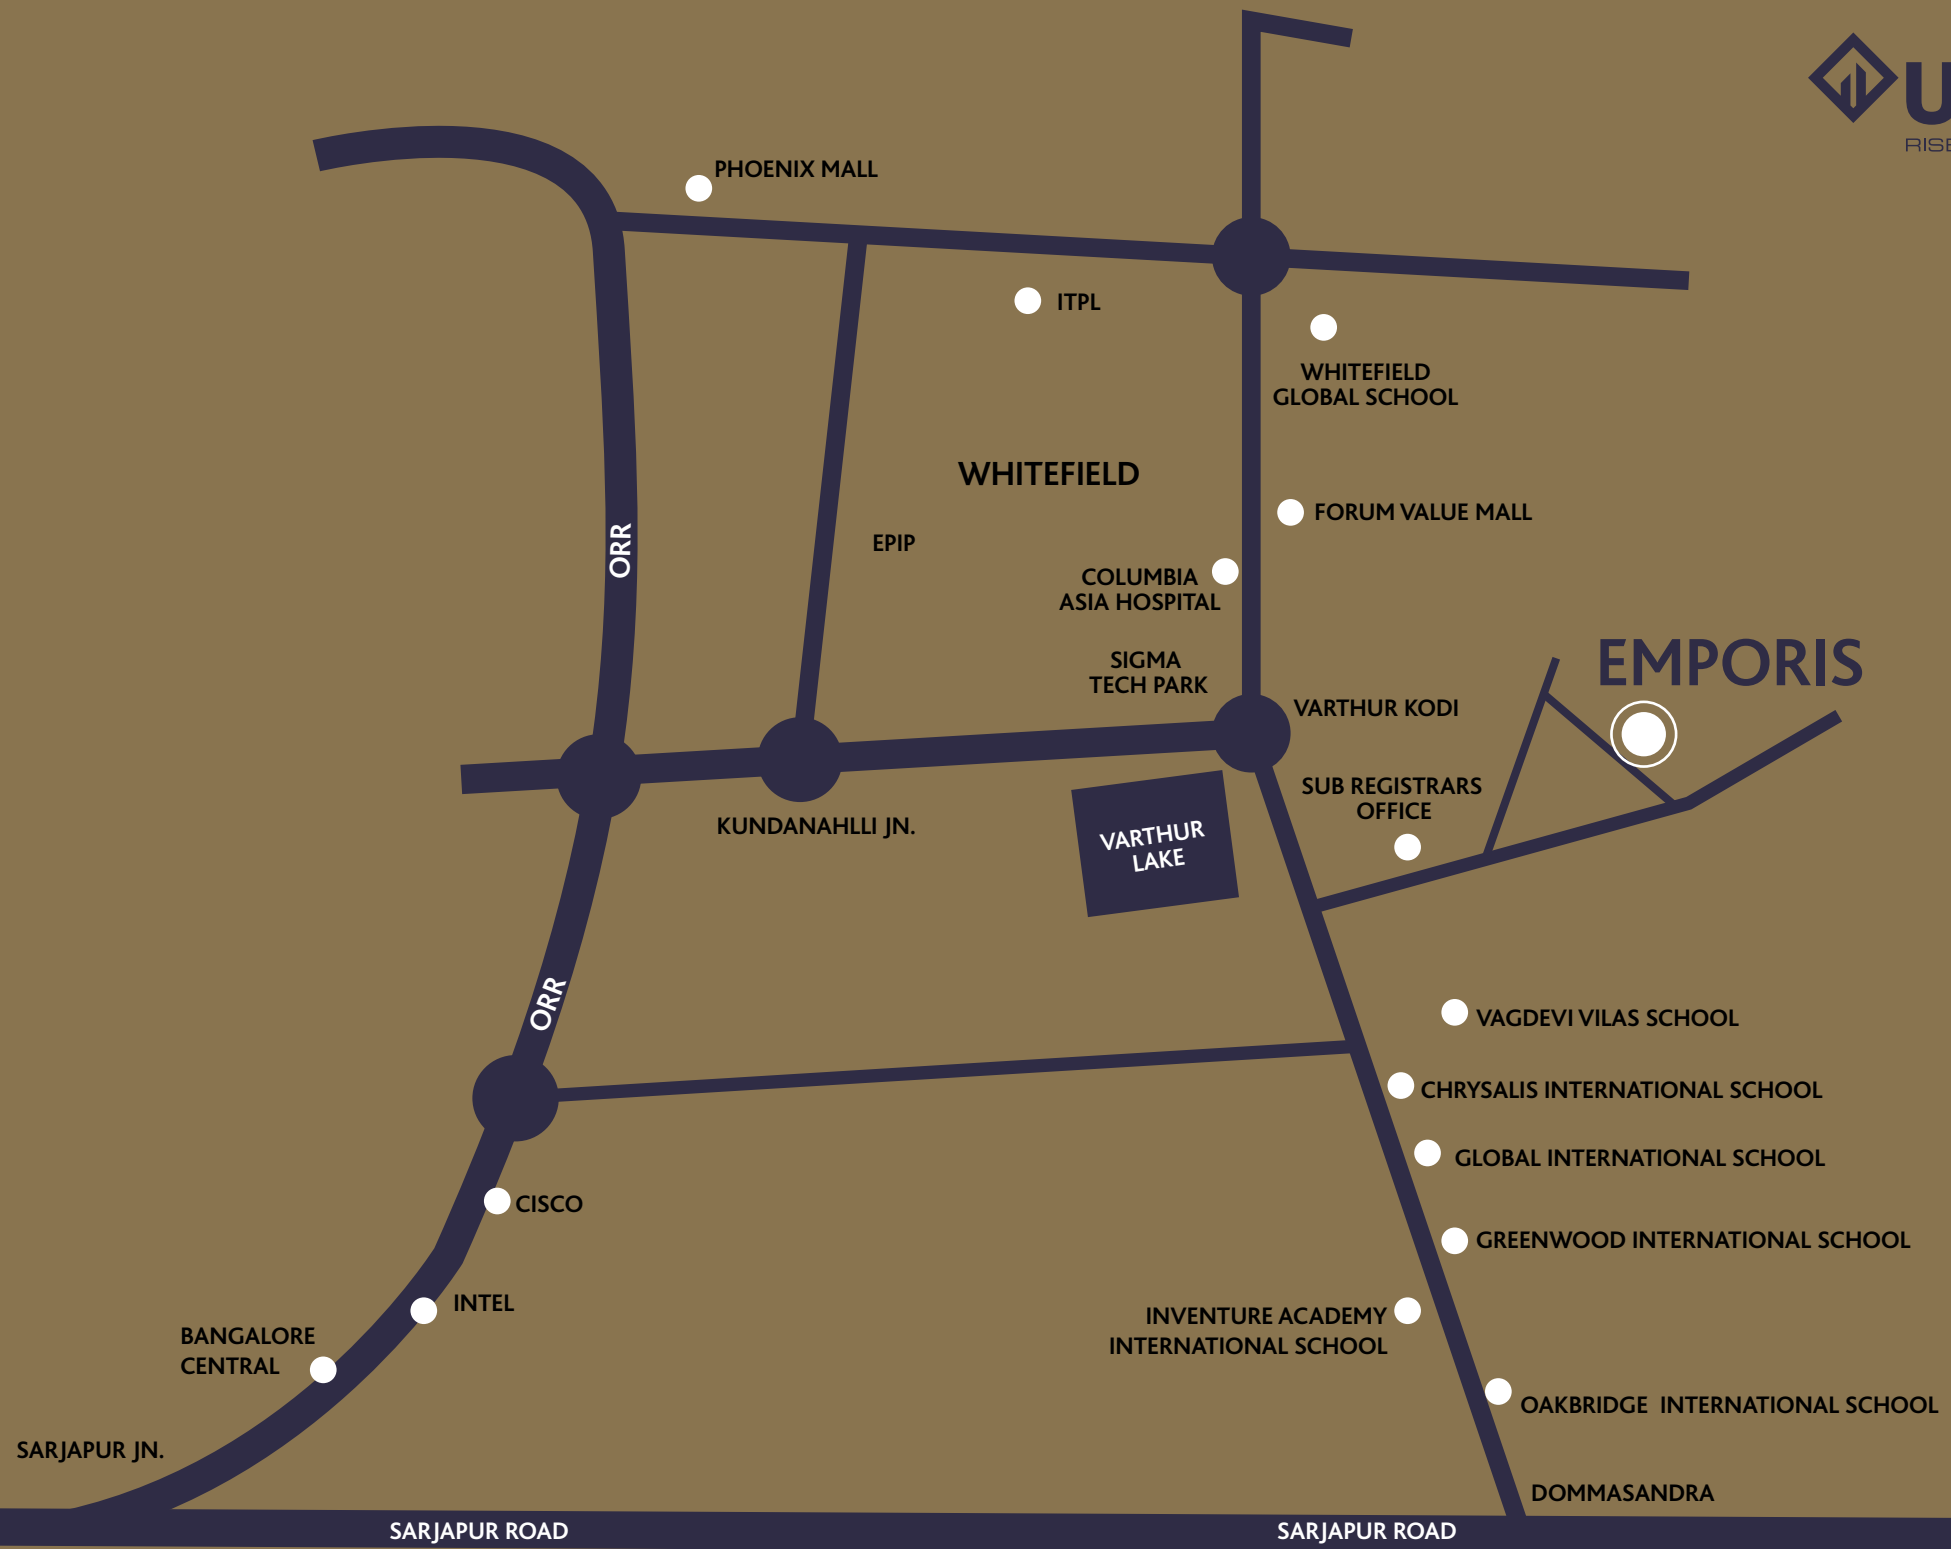 U
RISE
PHOENIX MALL
ITPL
WHITEFIELD
GLOBAL SCHOOL
WHITEFIELD
FORUM VALUE MALL
ORR
EPIP
COLUMBIA
ASIA HOSPITAL
SIGMA
TECH PARK
EMPORIS
VARTHUR KODI
SUB REGISTRARS
OFFICE
KUNDANAHLLI JN.
VARTHUR
LAKE
ORR
VAGDEVI VILAS SCHOOL
CHRYSALIS INTERNATIONAL SCHOOL
GLOBAL INTERNATIONAL SCHOOL
CISCO
GREENWOOD INTERNATIONAL SCHOOL
INTEL
INVENTURE ACADEMY
INTERNATIONAL SCHOOL
BANGALORE
CENTRAL
OAKBRIDGE INTERNATIONAL SCHOOL
SARJAPUR JN.
DOMMASANDRA
SARJAPUR ROAD
SARJAPUR ROAD